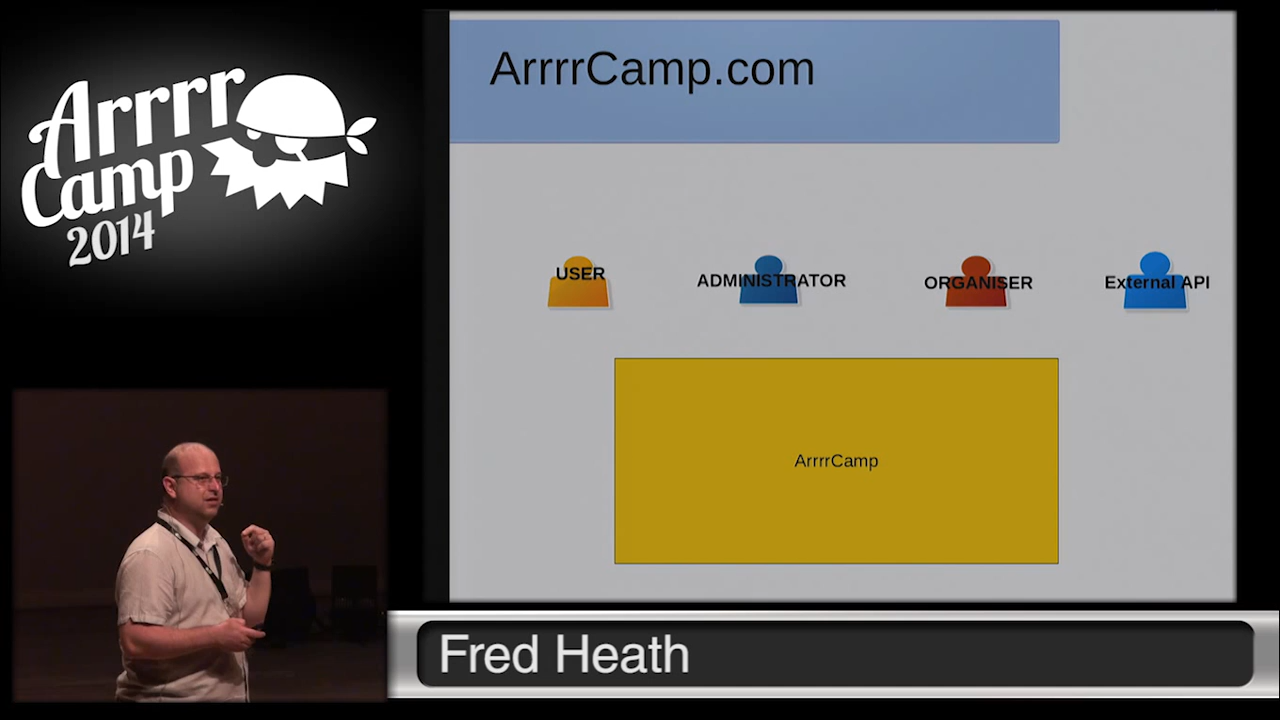 Arrrr
Camp
2014
ArrrrCamp.com
USER
ADMINISTRATOR
ORGANISER
External API
ArrrrCamp
Fred Heath